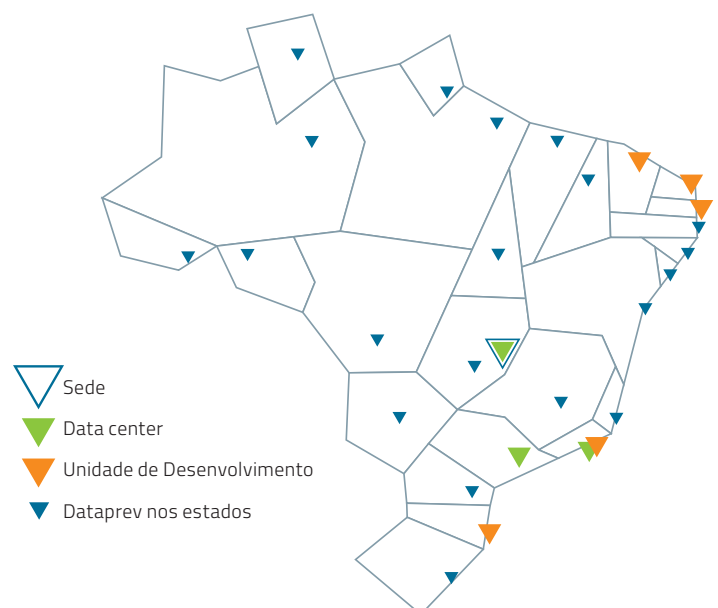 Sede
Data center
Unidade de Desenvolvimento
Dataprev nos estados